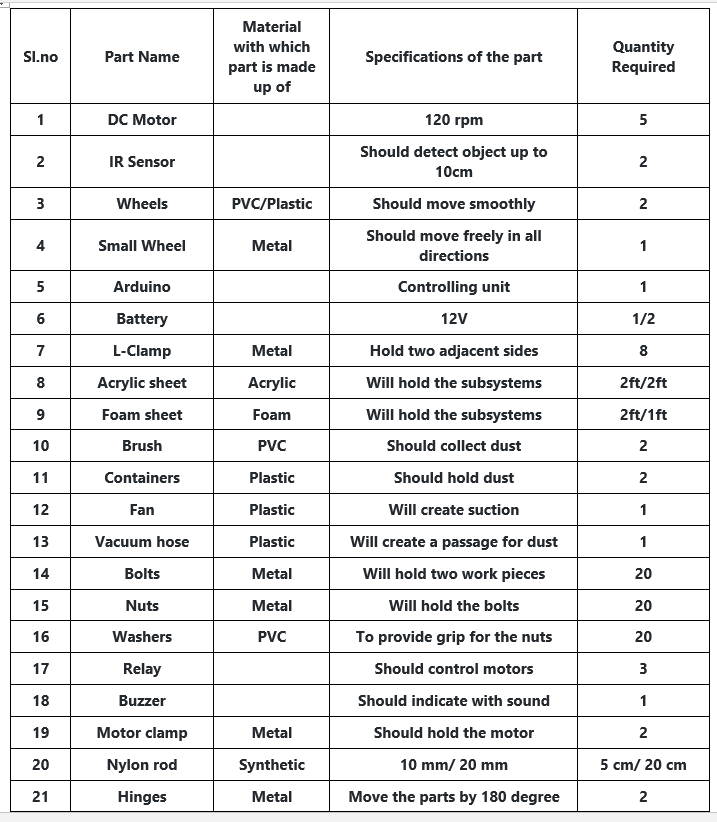 Sl.no Part Name Material with which part is made up of Specifications of the part Quantity Required
1 DC Motor 120 rpm 5
2 IR Sensor Should detect object up to 10cm 2
3 Wheels PVC/Plastic Should move smoothly 2
4 Small Wheel Metal Should move freely in all directions 1
5 Arduino Controlling unit 1
6 Battery 12V 1/2
7 L-Clamp Metal Hold two adjacent sides 8
8 Acrylic sheet Acrylic Will hold the subsystems 2ft/2ft
9 Foam sheet Foam Will hold the subsystems 2ft/1ft
10 Brush PVC Should collect dust 2
11 Containers Plastic Should hold dust 2
12 Fan Plastic Will create suction 1
13 Vacuum hose Plastic Will create a passage for dust 1
14 Bolts Metal Will hold two work pieces 20
15 Nuts Metal Will hold the bolts 20
16 Washers PVC To provide grip for the nuts 20
17 Relay Should control motors 3
18 Buzzer Should indicate with sound 1
19 Motor clamp Metal Should hold the motor 2
20 Nylon rod Synthetic 10 mm/ 20 mm 5 cm/ 20 cm
21 Hinges Metal Move the parts by 180 degree 2